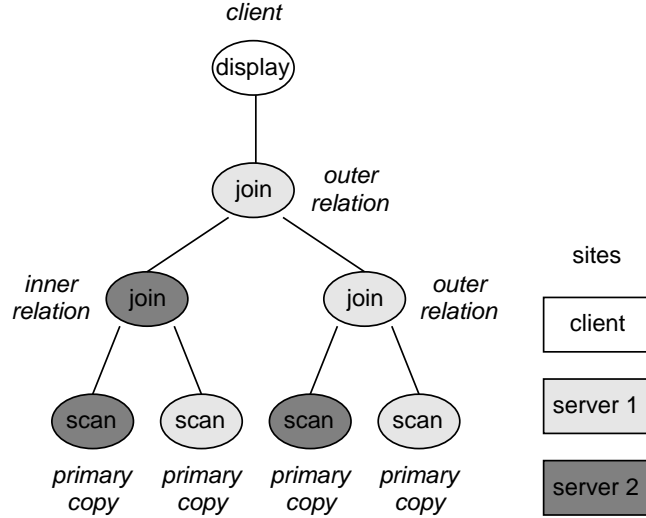 client
display
join
outer
relation
inner
relation
join
join
outer
relation
scan
scan
scan
scan
primary
copy
primary
copy
primary
copy
primary
copy
sites
client
server 1
server 2